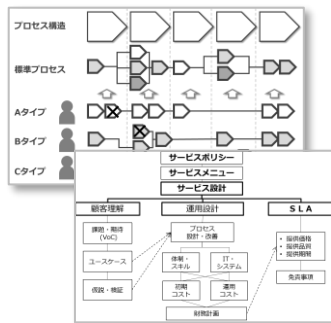 プロセス構造
標準プロセス
Aタイプ
Bタイプ
Cタイプ
サービスポリシー
サービスメニュー
サービス設計
顧客理解
運用設計
SLA
課題・期待
(VoC)
ユースケース
仮説・検証
プロセス
設計・改善
体制・
スキル
IT・
システム
初期
コスト
運用
コスト
財務計画
• 提供価格
• 提供品質
• 提供期間
免責事項